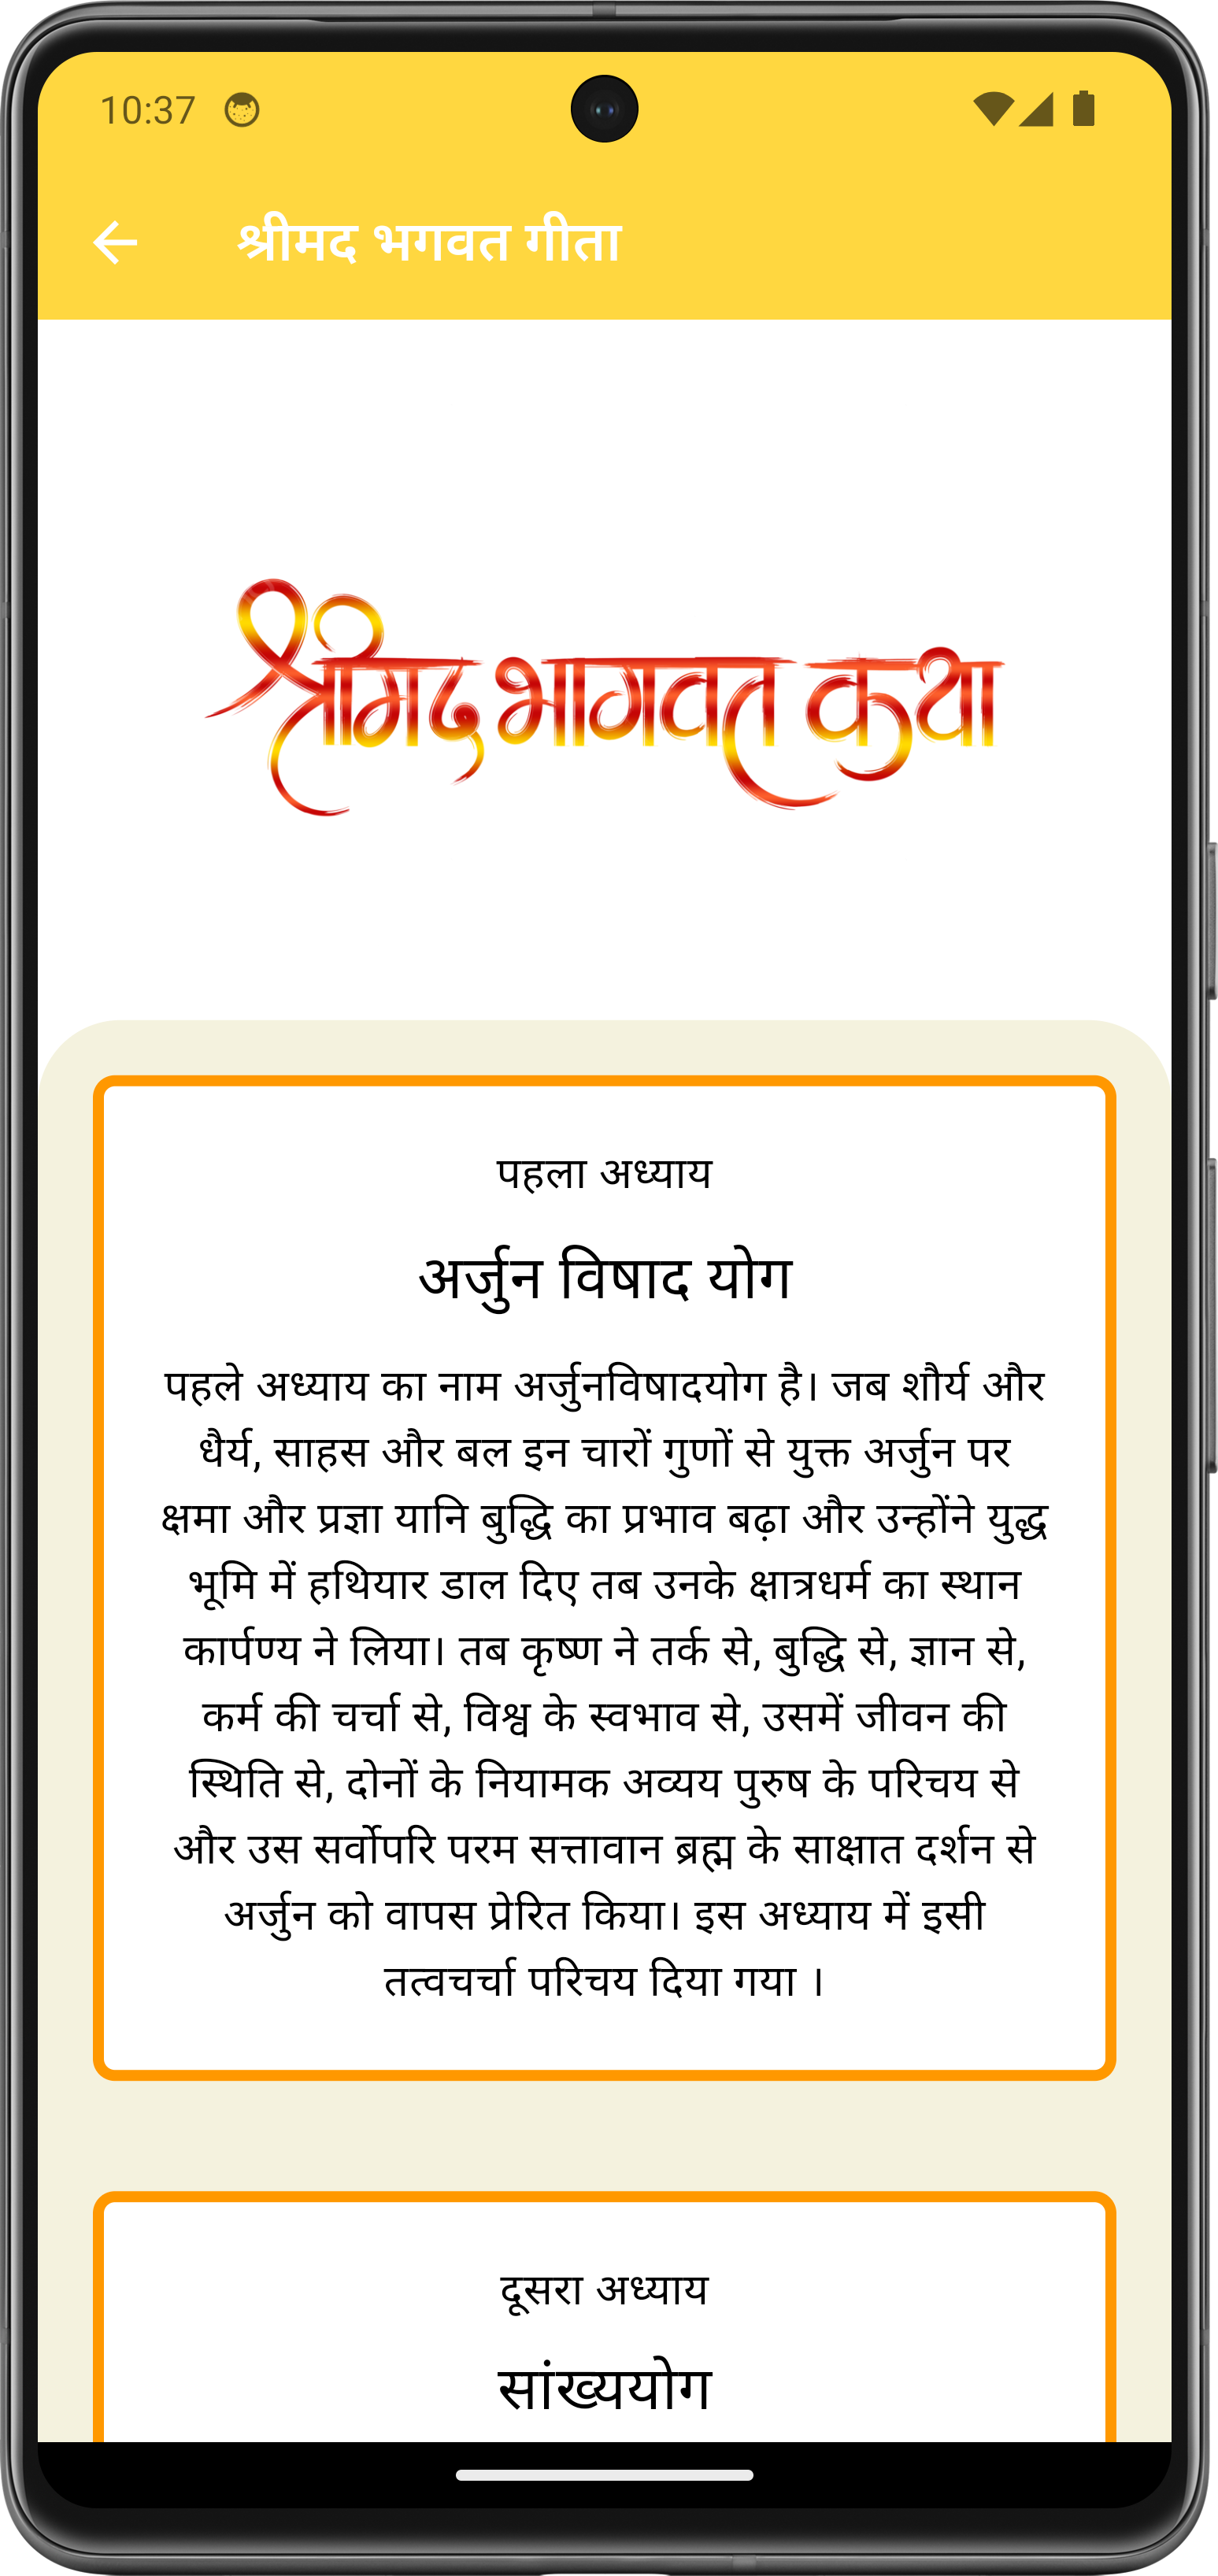 10:37
श्रीमद भगवत गीता
श्रीमद भागवत कथा
पहला अध्याय
अर्जुन विषाद योग
पहले अध्याय का नाम अर्जुनविषादयोग है। जब शौर्य और
धैर्य, साहस और बल इन चारों गुणों से युक्त अर्जुन पर
क्षमा और प्रज्ञा यानि बुद्धि का प्रभाव बढ़ा और उन्होंने युद्ध
भूमि में हथियार डाल दिए तब उनके क्षात्रधर्म का स्थान
कार्पण्य ने लिया। तब कृष्ण ने तर्क से, बुद्धि से, ज्ञान से,
कर्म की चर्चा से, विश्व के स्वभाव से, उसमें जीवन की
स्थिति से, दोनों के नियामक अव्यय पुरुष के परिचय से
और उस सर्वोपरि परम सत्तावान ब्रह्म के साक्षात दर्शन से
अर्जुन को वापस प्रेरित किया। इस अध्याय में इसी
तत्वचर्चा परिचय दिया गया ।
दूसरा अध्याय
सांख्ययोग